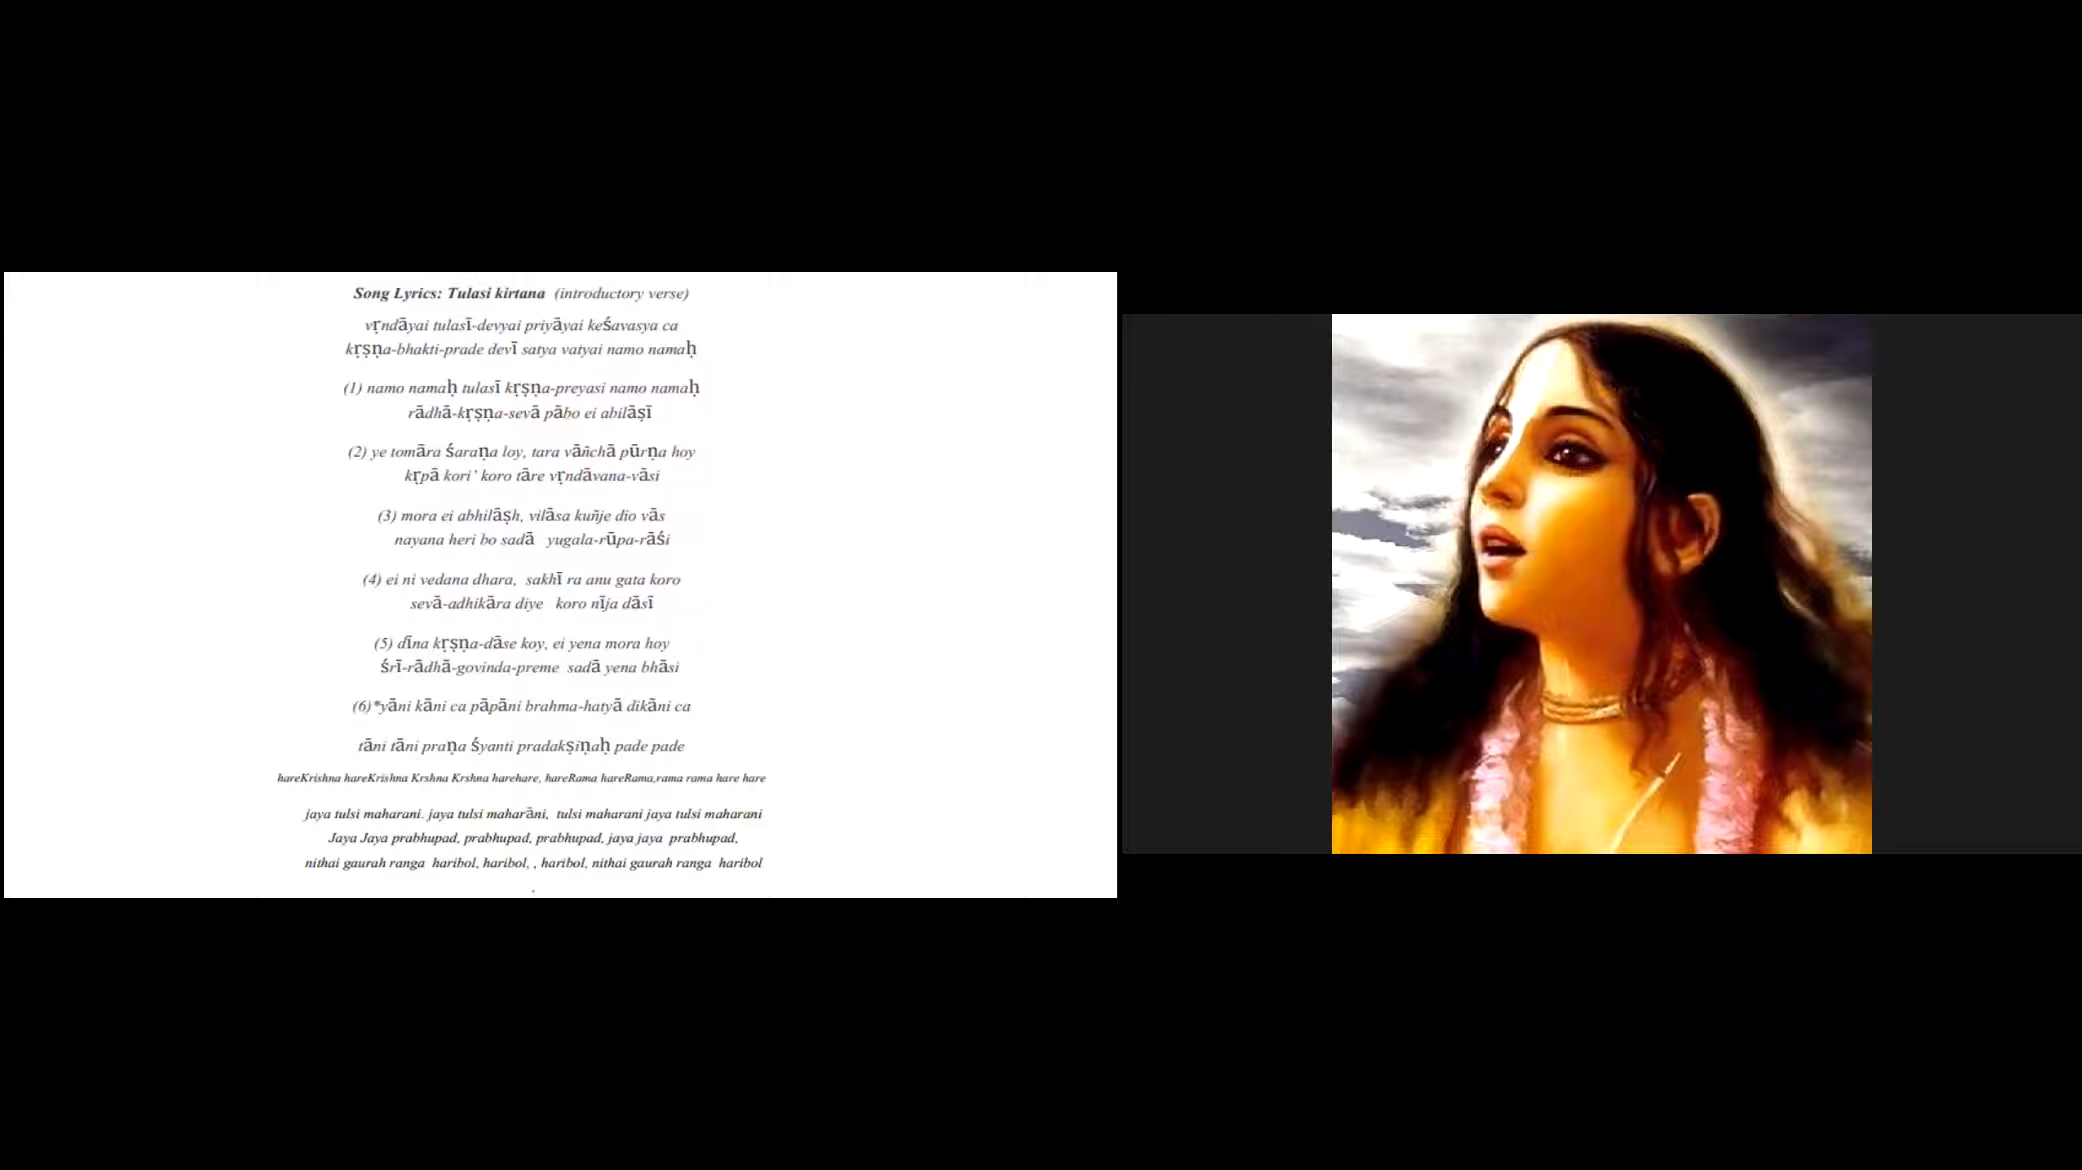 Song Lyrics: Tulasi kirtana (introductory verse)
vṛndāyai tulasī-devyai priyāyai keśavasya ca
kṛṣṇa-bhakti-prade devī satya vatyai namo namaḥ
(1) namo namaḥ tulasī kṛṣṇa-preyasi namo namaḥ
rādhā-kṛṣṇa-sevā pābo ei abilāṣī
(2) ye tomāra śaraṇa loy, tara vāñchā pūrṇa hoy
kṛpā kori’ koro tāre vṛndāvana-vāsi
(3) mora ei abhilāṣh, vilāsa kuñje dio vās
nayana heri bo sadā yugala-rūpa-rāśi
(4) ei ni vedana dhara, sakhī ra anu gata koro
sevā-adhikāra diye koro nīja dāsī
(5) dīna kṛṣṇa-dāse koy, ei yena mora hoy
śrī-rādhā-govinda-preme sadā yena bhāsi
(6)*yāni kāni ca pāpāni brahma-hatyā dikāni ca
tāni tāni praṇa śyanti pradakṣiṇaḥ pade pade
hareKrishna hareKrishna Krshna Krshna harehare, hareRama hareRama,rama rama hare hare
jaya tulsi maharani. jaya tulsi maharāni, tulsi maharani jaya tulsi maharani
Jaya Jaya prabhupad, prabhupad, prabhupad, jaya jaya prabhupad,
nithai gaurah ranga haribol, haribol, , haribol, nithai gaurah ranga haribol